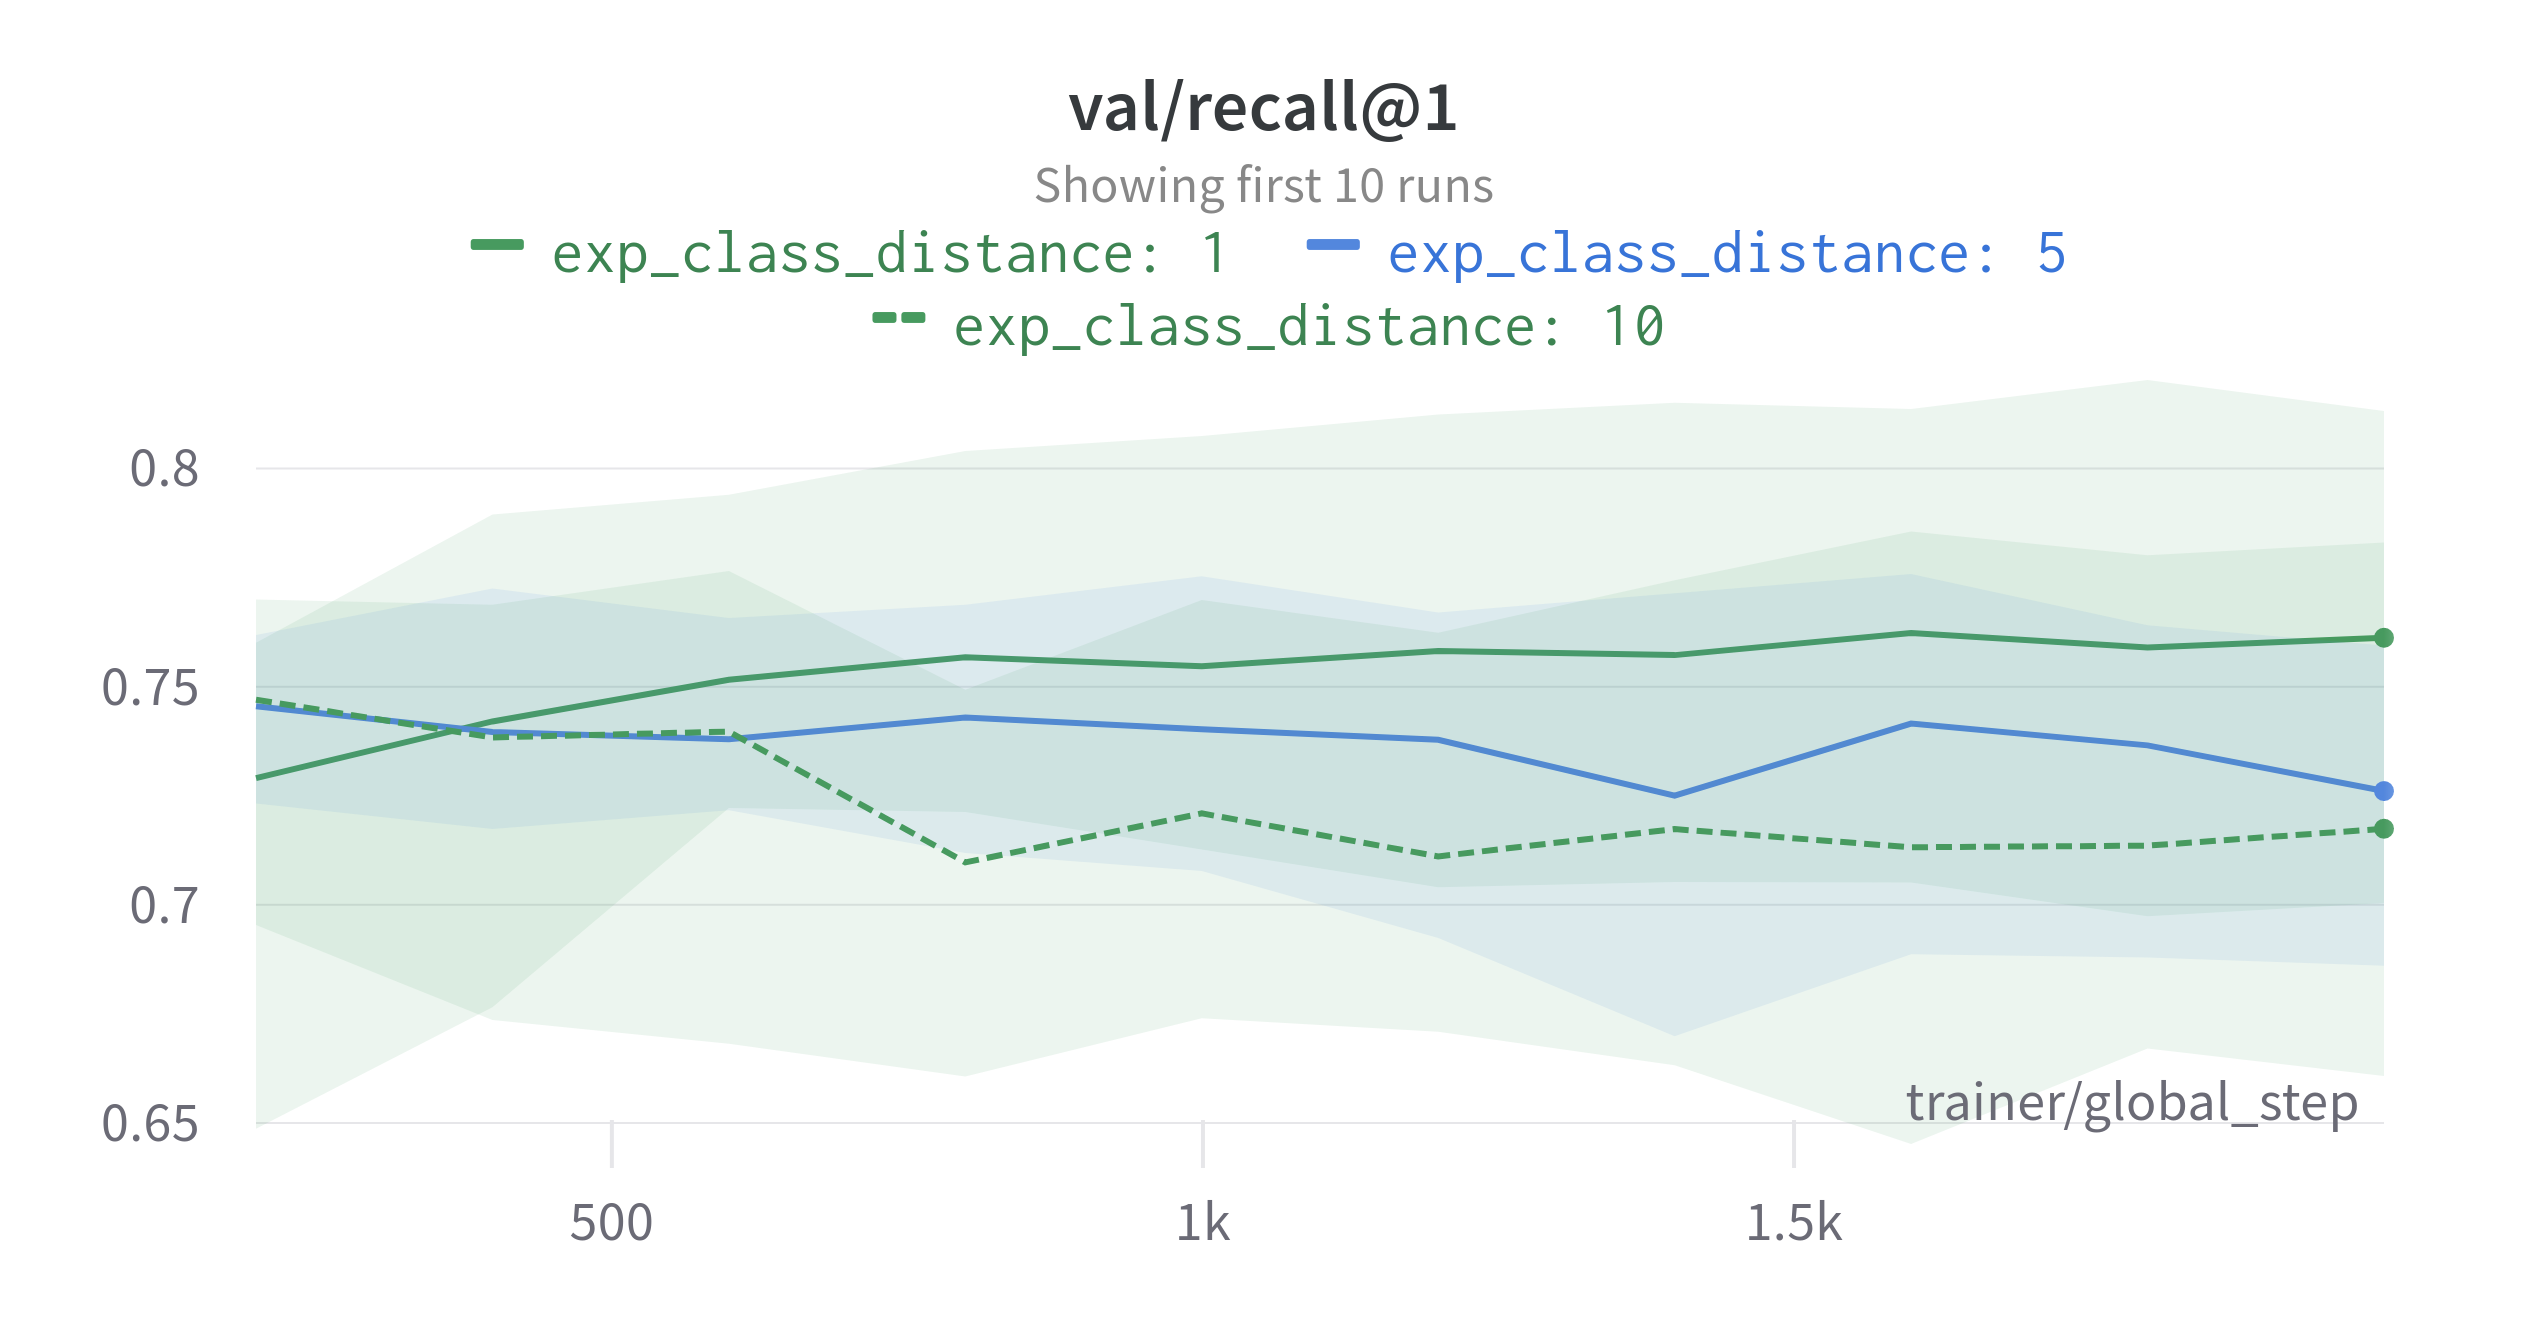 val/recall@1
Showing first 10 runs
exp_class_distance: 1 exp_class_distance: 5
exp_class_distance: 10
0.8
0.75
0.7
0.65
trainer/global_step
500 1k 1.5k